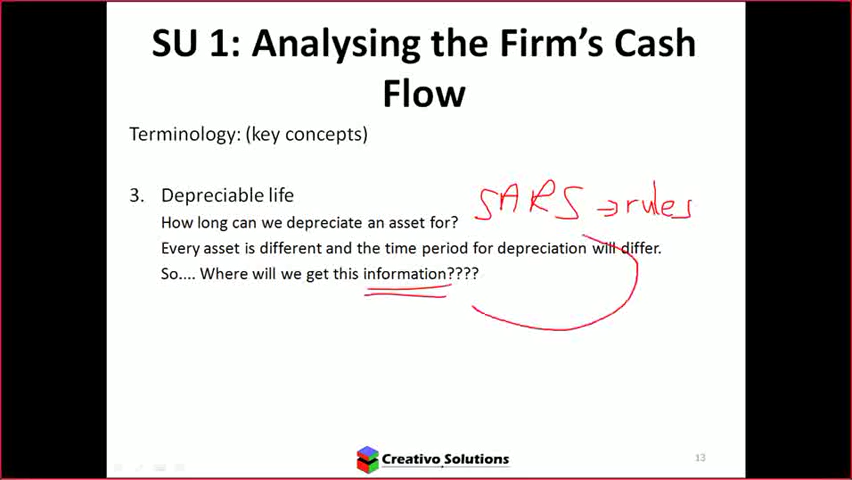 SU 1: Analysing the Firm's Cash
Flow
Terminology: (key concepts)
3. Depreciable life
SARS ⇒ rules
How long can we depreciate an asset for?
Every asset is different and the time period for depreciation will differ.
So.... Where will we get this information????
Creativo Solutions
13